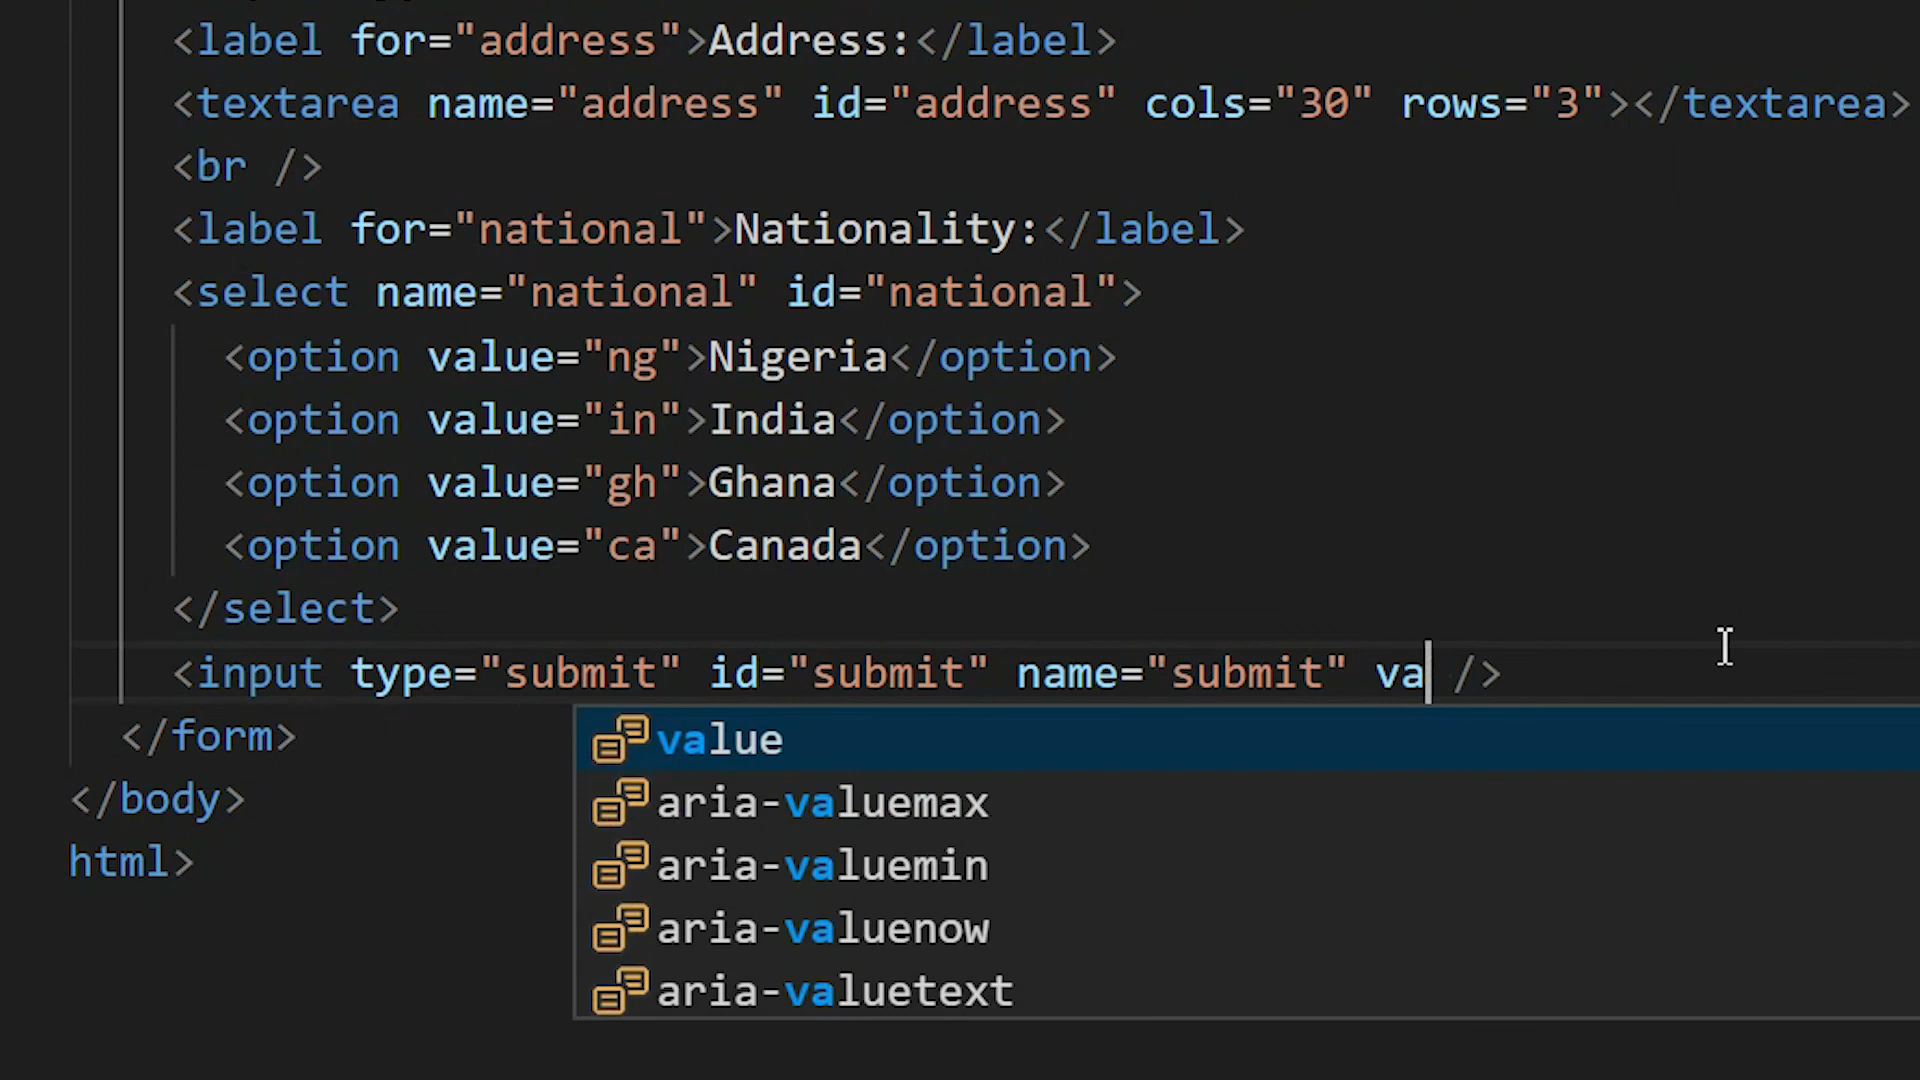 <label for="address">Address:</label>
<textarea name="address" id="address" cols="30" rows="3"></textarea>
<br />
<label for="national">Nationality:</label>
<select name="national" id="national">
<option value="ng">Nigeria</option>
<option value="in">India</option>
<option value="gh">Ghana</option>
<option value="ca">Canada</option>
</select>
<input type="submit" id="submit" name="submit" va />
</form>
value
</body>
aria-valuemax
html>
aria-valuemin
aria-valuenow
aria-valuetext